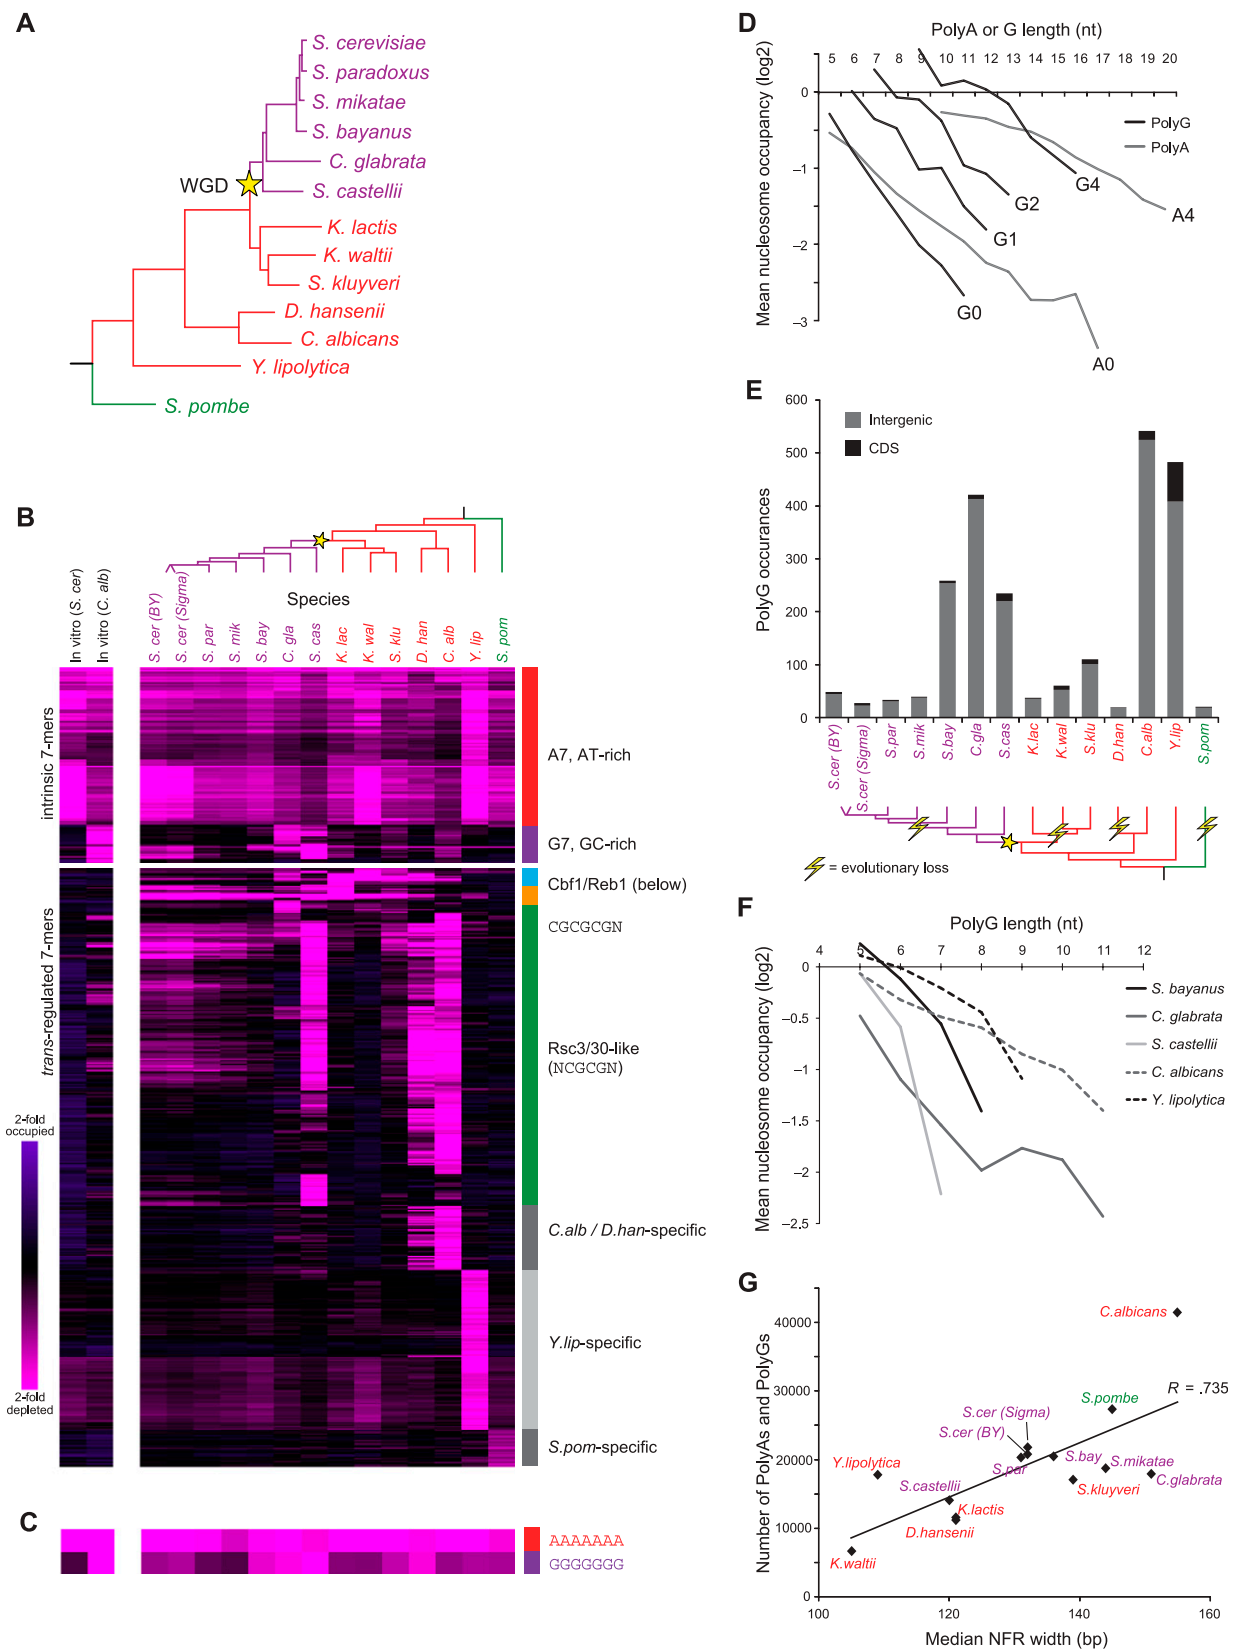 A
S. cerevisiae
S. paradoxus
S. mikatae
S. bayanus
C. glabrata
WGD
S. castellii
K. lactis
K. waltii
S. kluyveri
D. hansenii
C. albicans
Y. lipolytica
S. pombe
B
Species
In vitro (S. cer)
In vitro (C. alb)
S. cer (BY)
S. cer (Sigma)
S. par
S. mik
S. bay
C. gla
S. cas
K. lac
K. wal
S. klu
D. han
C. alb
Y. lip
S. pom
intrinsic 7-mers
A7, AT-rich
G7, GC-rich
trans-regulated 7-mers
Cbf1/Reb1 (below)
CGCGCGN
Rsc3/30-like
(NCGCGN)
2-fold
occupied
2-fold
depleted
C.alb / D.han-specific
Y.lip-specific
S.pom-specific
C
AAAAAAA
GGGGGGG
D
PolyA or G length (nt)
5 6 7 8 9 10 11 12 13 14 15 16 17 18 19 20
Mean nucleosome occupancy (log2)
0
–1
–2
–3
PolyG
PolyA
G4
A4
G2
G1
G0
A0
E
PolyG occurances
600
500
400
300
200
100
0
Intergenic
CDS
S.cer (BY)
S.cer (Sigma)
S.par
S.mik
S.bay
C.gla
S.cas
K.lac
K.wal
S.klu
D.han
C.alb
Y.lip
S.pom
= evolutionary loss
F
PolyG length (nt)
4 5 6 7 8 9 10 11 12
Mean nucleosome occupancy (log2)
0
–0.5
–1
–1.5
–2
–2.5
S. bayanus
C. glabrata
S. castellii
C. albicans
Y. lipolytica
G
Number of PolyAs and PolyGs
40000
30000
20000
10000
0
C.albicans
R = .735
S.pombe
S.cer (Sigma)
S.cer (BY)
S.par
S.bay
S.mikatae
Y.lipolytica
S.castellii
S.kluyveri
C.glabrata
K.lactis
D.hansenii
K.waltii
100 120 140 160
Median NFR width (bp)